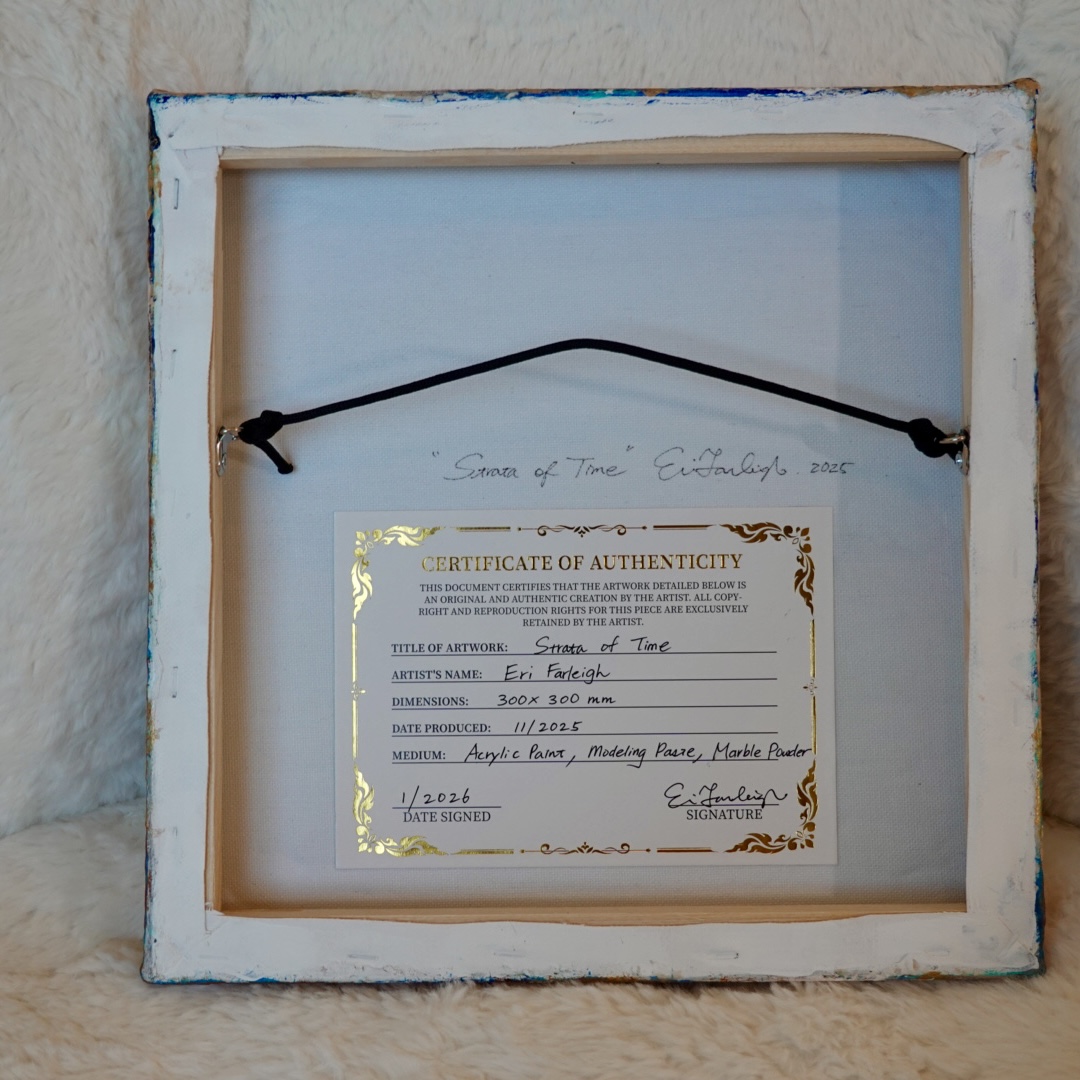 "Strata of Time" Eri Farleigh. 2025
CERTIFICATE OF AUTHENTICITY
THIS DOCUMENT CERTIFIES THAT THE ARTWORK DETAILED BELOW IS
AN ORIGINAL AND AUTHENTIC CREATION BY THE ARTIST. ALL COPY-
RIGHT AND REPRODUCTION RIGHTS FOR THIS PIECE ARE EXCLUSIVELY
RETAINED BY THE ARTIST.
TITLE OF ARTWORK: Strata of Time
ARTIST'S NAME: Eri Farleigh
DIMENSIONS: 300 x 300 mm
DATE PRODUCED: 11/2025
MEDIUM: Acrylic Paint, Modeling Paste, Marble Powder
1/2026 Eri Farleigh
DATE SIGNED SIGNATURE